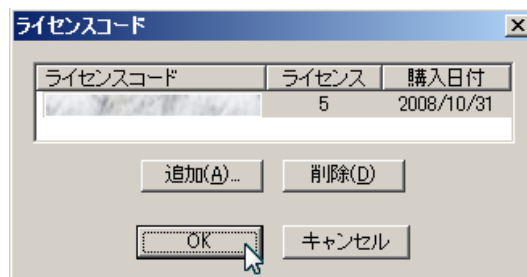 ライセンスコード
ライセンスコード ライセンス 購入日付
5 2008/10/31
追加(A)... 削除(D)
OK キャンセル